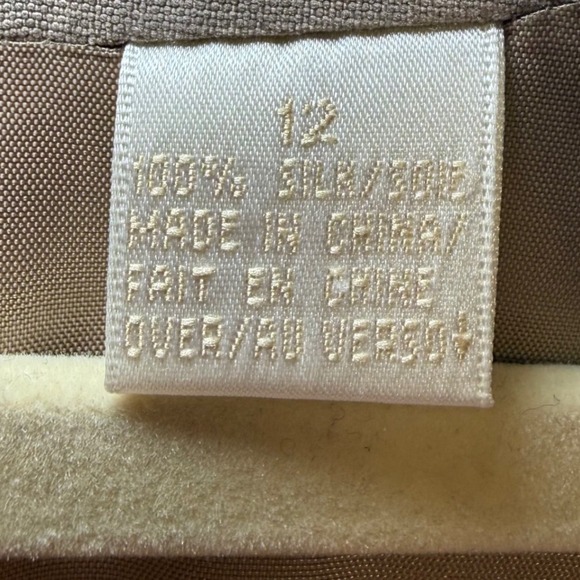 12
100% SILK/SOIE
MADE IN CHINA/
FAIT EN CHINE
OVER/AU VERSO